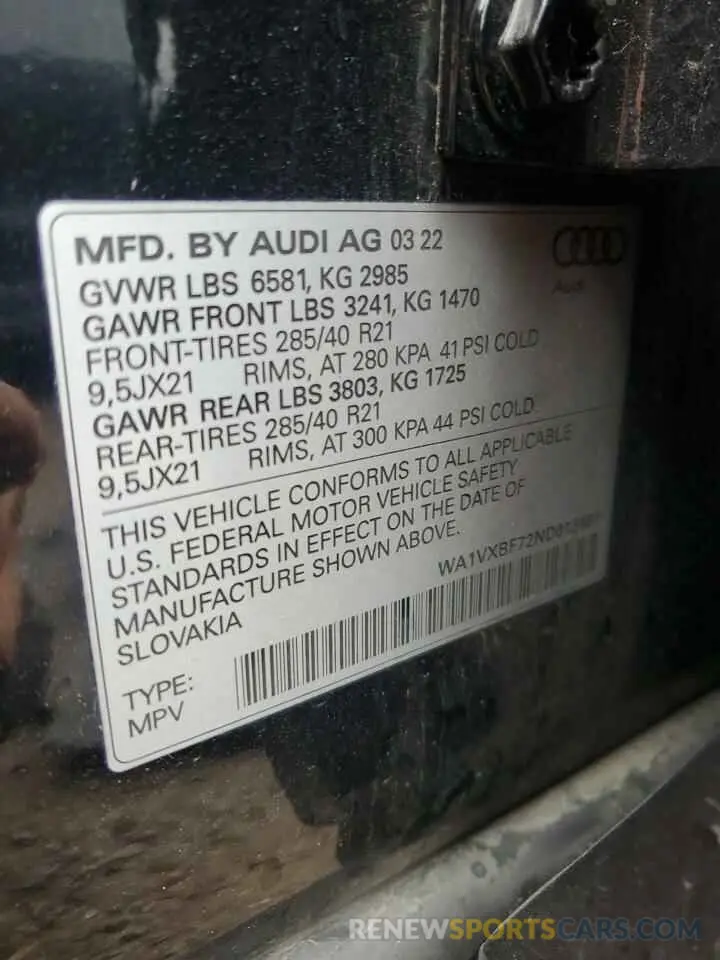 MFD. BY AUDI AG 03 22
GVWR LBS 6581, KG 2985
GAWR FRONT LBS 3241, KG 1470
FRONT-TIRES 285/40 R21
9,5JX21 RIMS, AT 280 KPA 41 PSI COLD
GAWR REAR LBS 3803, KG 1725
REAR-TIRES 285/40 R21
9,5JX21 RIMS, AT 300 KPA 44 PSI COLD
Audi
THIS VEHICLE CONFORMS TO ALL APPLICABLE
U.S. FEDERAL MOTOR VEHICLE SAFETY
STANDARDS IN EFFECT ON THE DATE OF
MANUFACTURE SHOWN ABOVE.
SLOVAKIA
TYPE:
MPV
RENEWSPORTSCARS.COM